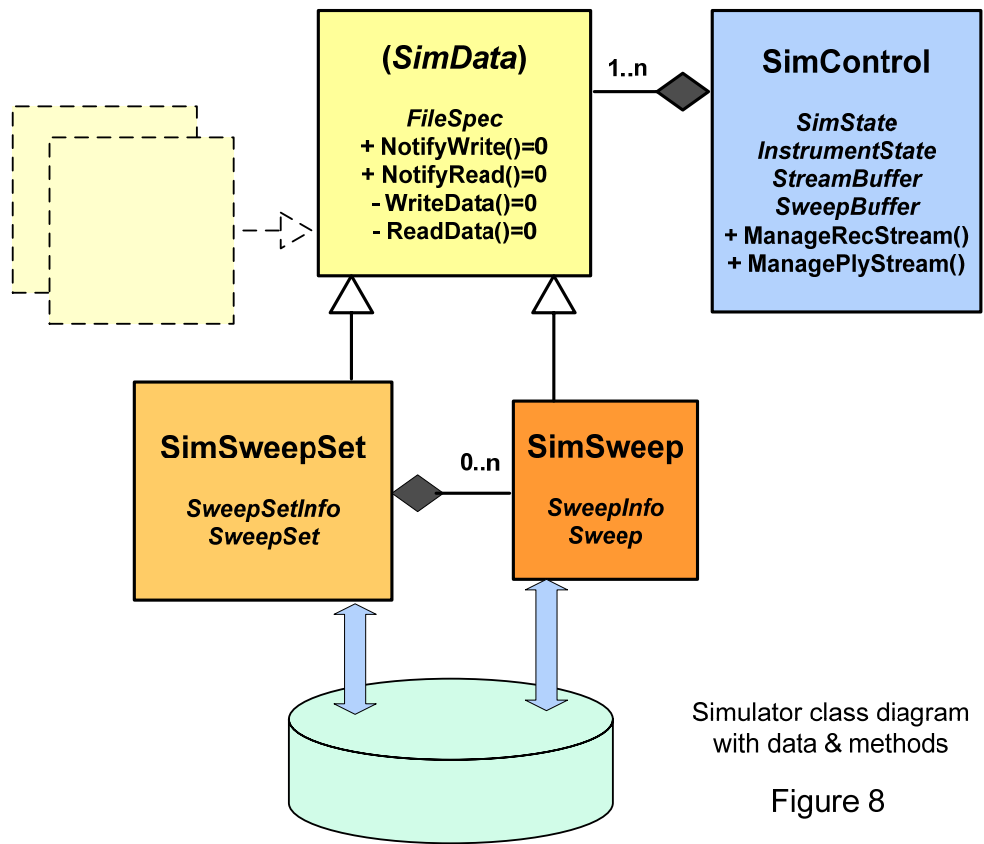 (SimData)
FileSpec
+ NotifyWrite()=0
+ NotifyRead()=0
- WriteData()=0
- ReadData()=0
1..n
SimControl
SimState
InstrumentState
StreamBuffer
SweepBuffer
+ ManageRecStream()
+ ManagePlyStream()
SimSweepSet
SweepSetInfo
SweepSet
0..n
SimSweep
SweepInfo
Sweep
Simulator class diagram
with data & methods
Figure 8